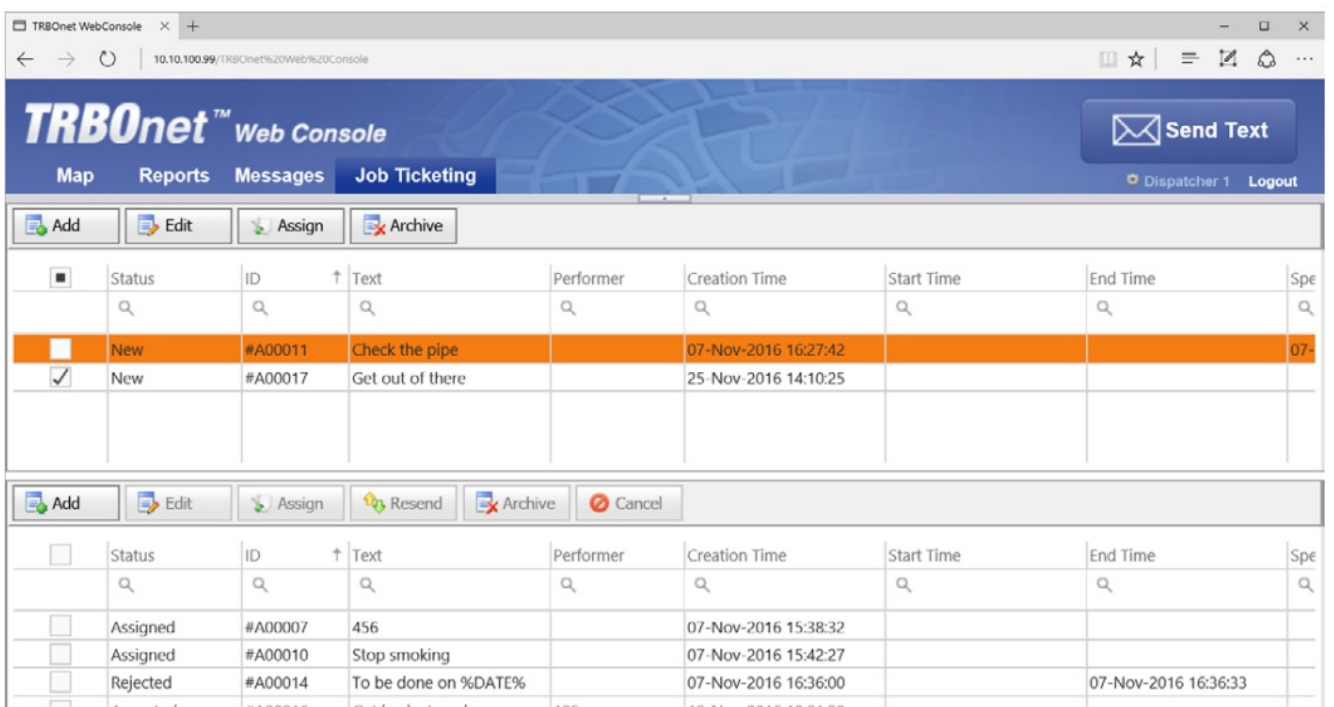 TRBOnet WebConsole
10.10.100.99/TRBOnet%20Web%20Console
TRBOnet™ Web Console
Send Text
Map Reports Messages Job Ticketing
Dispatcher 1 Logout
Add Edit Assign Archive
Status ID Text Performer Creation Time Start Time End Time Spe
New #A00011 Check the pipe 07-Nov-2016 16:27:42 07-
New #A00017 Get out of there 25-Nov-2016 14:10:25
Add Edit Assign Resend Archive Cancel
Status ID Text Performer Creation Time Start Time End Time Spe
Assigned #A00007 456 07-Nov-2016 15:38:32
Assigned #A00010 Stop smoking 07-Nov-2016 15:42:27
Rejected #A00014 To be done on %DATE% 07-Nov-2016 16:36:00 07-Nov-2016 16:36:33